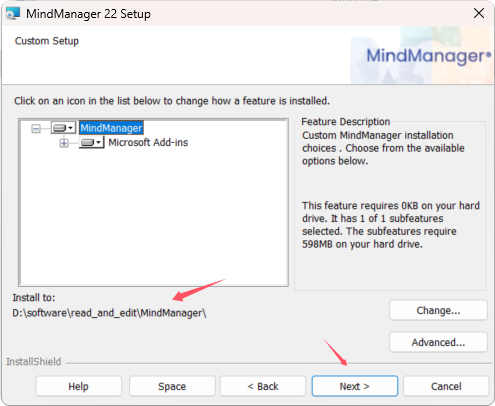 MindManager 22 Setup
Custom Setup
MindManager®
Click on an icon in the list below to change how a feature is installed.
MindManager
Microsoft Add-ins
Feature Description
Custom MindManager installation
choices . Choose from the available
options below.
This feature requires 0KB on your hard
drive. It has 1 of 1 subfeatures
selected. The subfeatures require
598MB on your hard drive.
Install to:
D:\software\read_and_edit\MindManager\
Change...
Advanced...
InstallShield
Help
Space
< Back
Next >
Cancel